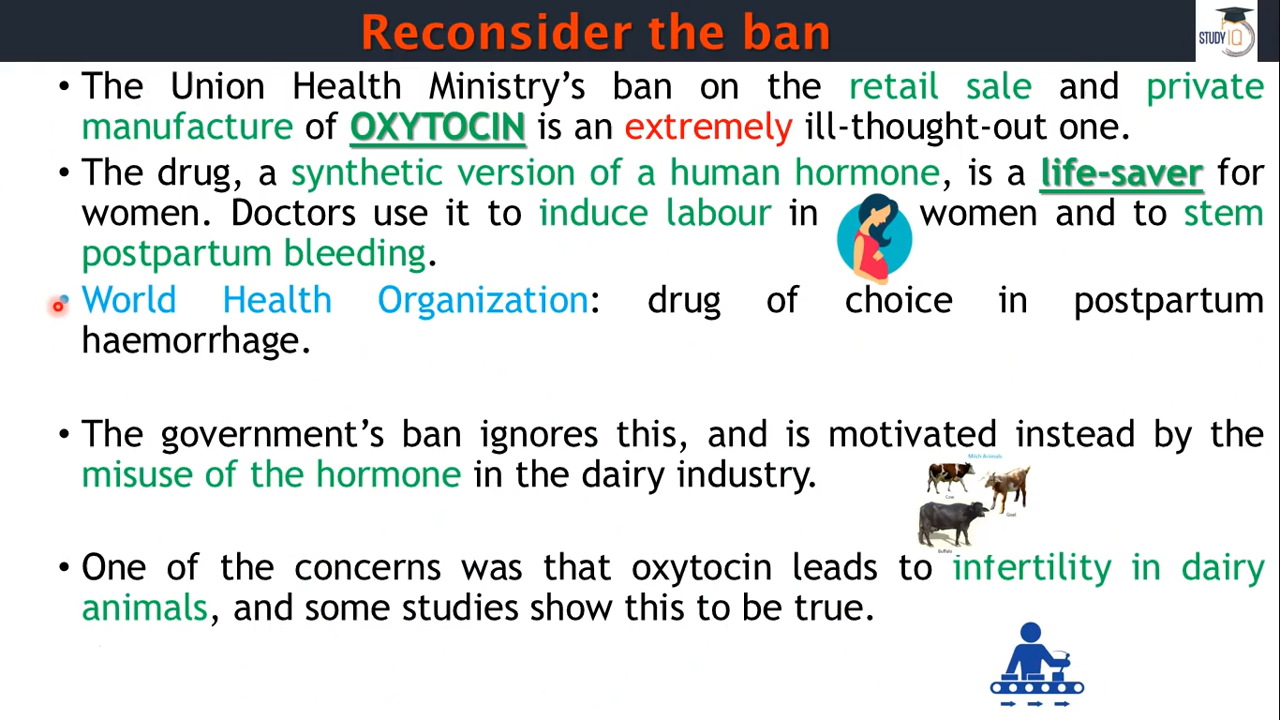 Reconsider the ban
STUDY IQ
• The Union Health Ministry’s ban on the retail sale and private
manufacture of OXYTOCIN is an extremely ill-thought-out one.
• The drug, a synthetic version of a human hormone, is a life-saver for
women. Doctors use it to induce labour in women and to stem
postpartum bleeding.
• World Health Organization: drug of choice in postpartum
haemorrhage.
• The government’s ban ignores this, and is motivated instead by the
misuse of the hormone in the dairy industry.
Milch Animals
Cow
Goat
Buffalo
• One of the concerns was that oxytocin leads to infertility in dairy
animals, and some studies show this to be true.